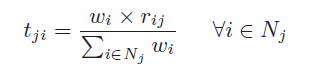 t_{ji} = \frac{w_i \times r_{ij}}{\sum_{i \in N_j} w_i} \quad \forall i \in N_j